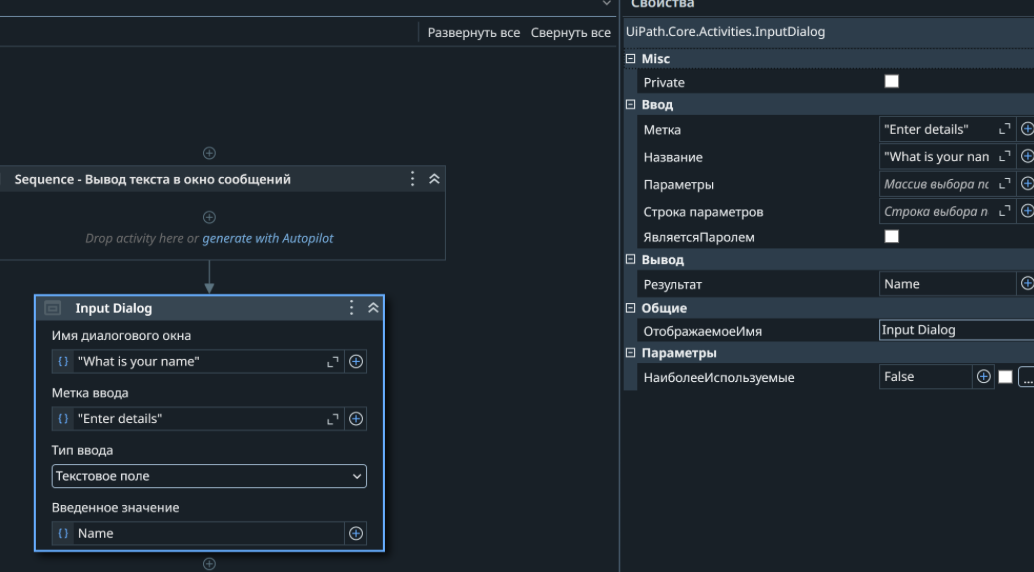 Свойства
Развернуть все Свернуть все
UiPath.Core.Activities.InputDialog
Misc
Private
Ввод
Метка "Enter details"
Название "What is your nan
Параметры Массив выбора пс
Строка параметров Строка выбора п
ЯвляетсяПаролем
Вывод
Результат Name
Общие
ОтображаемоеИмя Input Dialog
Параметры
НаиболееИспользуемые False ...
Sequence - Вывод текста в окно сообщений
Drop activity here or generate with Autopilot
Input Dialog
Имя диалогового окна
{} "What is your name"
Метка ввода
{} "Enter details"
Тип ввода
Текстовое поле
Введенное значение
{} Name